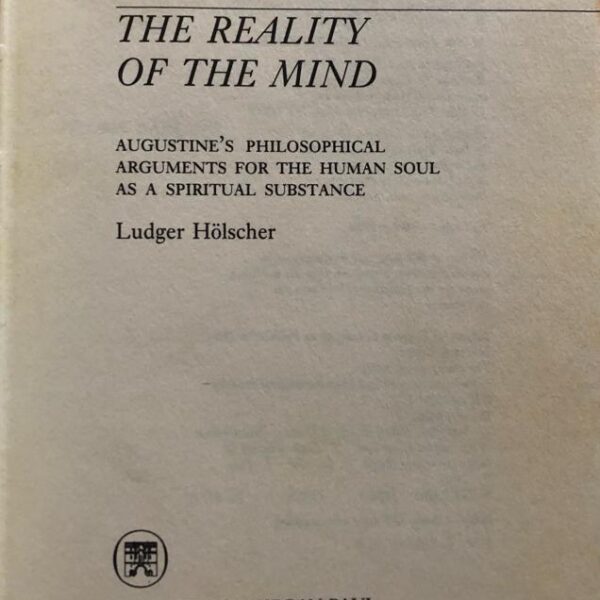 THE REALITY
OF THE MIND
AUGUSTINE'S PHILOSOPHICAL
ARGUMENTS FOR THE HUMAN SOUL
AS A SPIRITUAL SUBSTANCE
Ludger Hölscher